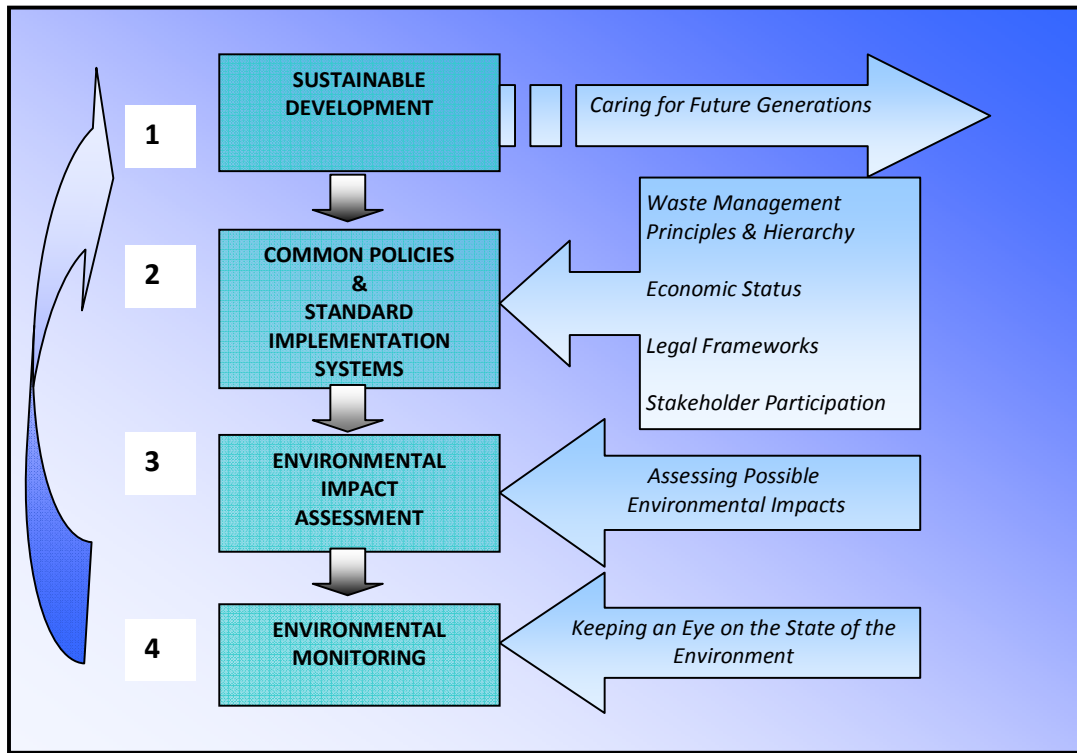 1
SUSTAINABLE
DEVELOPMENT
Caring for Future Generations
2
COMMON POLICIES
&
STANDARD
IMPLEMENTATION
SYSTEMS
Waste Management
Principles & Hierarchy
Economic Status
Legal Frameworks
Stakeholder Participation
3
ENVIRONMENTAL
IMPACT
ASSESSMENT
Assessing Possible
Environmental Impacts
4
ENVIRONMENTAL
MONITORING
Keeping an Eye on the State of the
Environment